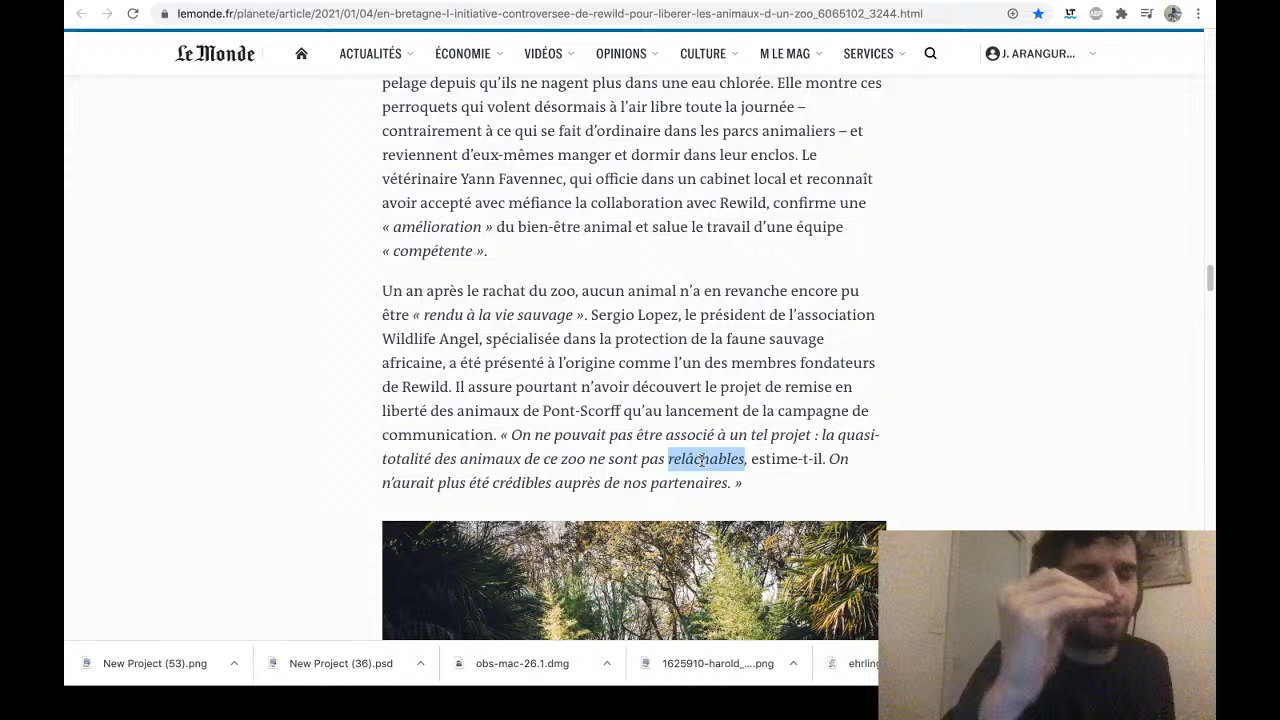 lemonde.fr/planete/article/2021/01/04/en-bretagne-l-initiative-controversee-de-rewild-pour-liberer-les-animaux-d-un-zoo_6065102_3244.html
Le Monde ACTUALITÉS ÉCONOMIE VIDÉOS OPINIONS CULTURE M LE MAG SERVICES J. ARANGUR...
pelage depuis qu’ils ne nagent plus dans une eau chlorée. Elle montre ces
perroquets qui volent désormais à l’air libre toute la journée –
contrairement à ce qui se fait d’ordinaire dans les parcs animaliers – et
reviennent d’eux-mêmes manger et dormir dans leur enclos. Le
vétérinaire Yann Favennec, qui officie dans un cabinet local et reconnaît
avoir accepté avec méfiance la collaboration avec Rewild, confirme une
« amélioration » du bien-être animal et salue le travail d’une équipe
« compétente ».
Un an après le rachat du zoo, aucun animal n’a en revanche encore pu
être « rendu à la vie sauvage ». Sergio Lopez, le président de l’association
Wildlife Angel, spécialisée dans la protection de la faune sauvage
africaine, a été présenté à l’origine comme l’un des membres fondateurs
de Rewild. Il assure pourtant n’avoir découvert le projet de remise en
liberté des animaux de Pont-Scorff qu’au lancement de la campagne de
communication. « On ne pouvait pas être associé à un tel projet : la quasi-
totalité des animaux de ce zoo ne sont pas relâchables, estime-t-il. On
n’aurait plus été crédibles auprès de nos partenaires. »
New Project (53).png New Project (36).psd obs-mac-26.1.dmg 1625910-harold_....png ehrling